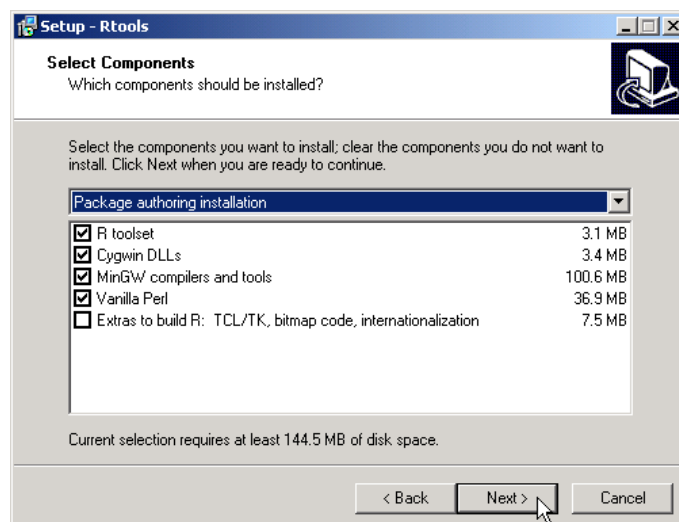 Setup - Rtools
Select Components
Which components should be installed?
Select the components you want to install; clear the components you do not want to
install. Click Next when you are ready to continue.
Package authoring installation
R toolset 3.1 MB
Cygwin DLLs 3.4 MB
MinGW compilers and tools 100.6 MB
Vanilla Perl 36.9 MB
Extras to build R: TCL/TK, bitmap code, internationalization 7.5 MB
Current selection requires at least 144.5 MB of disk space.
< Back Next > Cancel